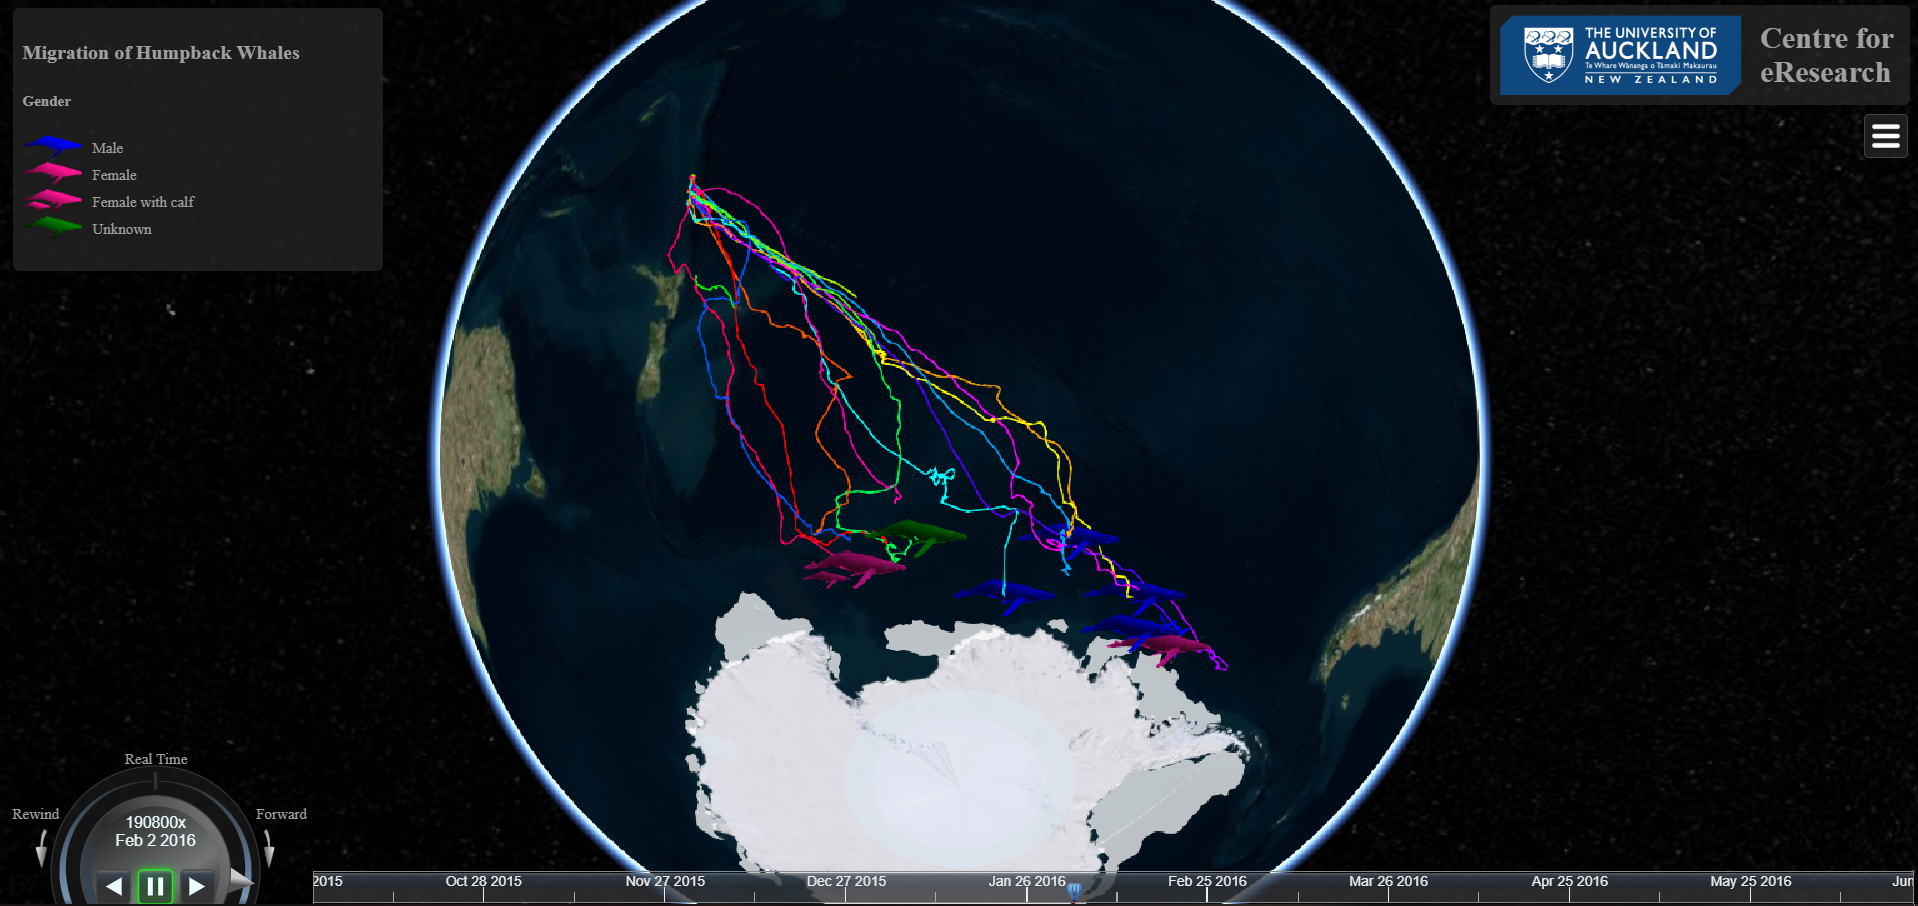 Migration of Humpback Whales
Gender
Male
Female
Female with calf
Unknown
THE UNIVERSITY OF
AUCKLAND
Te Whare Wānanga o Tāmaki Makaurau
NEW ZEALAND
Centre for
eResearch
Real Time
Rewind
Forward
190800x
Feb 2 2016
2015
Oct 28 2015
Nov 27 2015
Dec 27 2015
Jan 26 2016
Feb 25 2016
Mar 26 2016
Apr 25 2016
May 25 2016
Jun